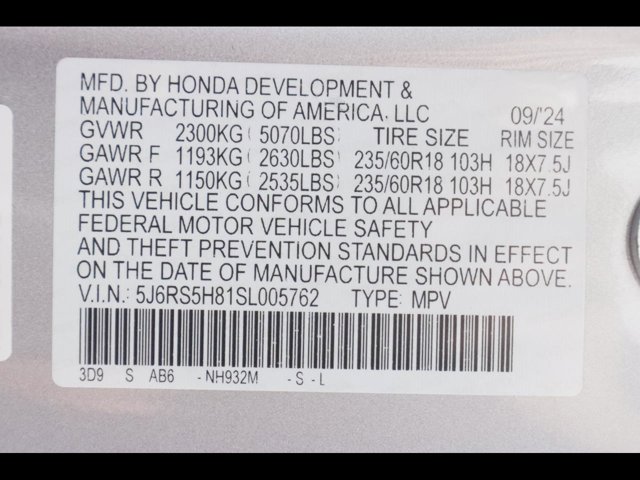 MFD. BY HONDA DEVELOPMENT &
MANUFACTURING OF AMERICA, LLC 09/'24
GVWR 2300KG( 5070LBS) TIRE SIZE RIM SIZE
GAWR F 1193KG( 2630LBS) 235/60R18 103H 18X7.5J
GAWR R 1150KG( 2535LBS) 235/60R18 103H 18X7.5J
THIS VEHICLE CONFORMS TO ALL APPLICABLE
FEDERAL MOTOR VEHICLE SAFETY
AND THEFT PREVENTION STANDARDS IN EFFECT
ON THE DATE OF MANUFACTURE SHOWN ABOVE.
V.I.N.: 5J6RS5H81SL005762 TYPE: MPV
3D9 S AB6 - NH932M - S - L